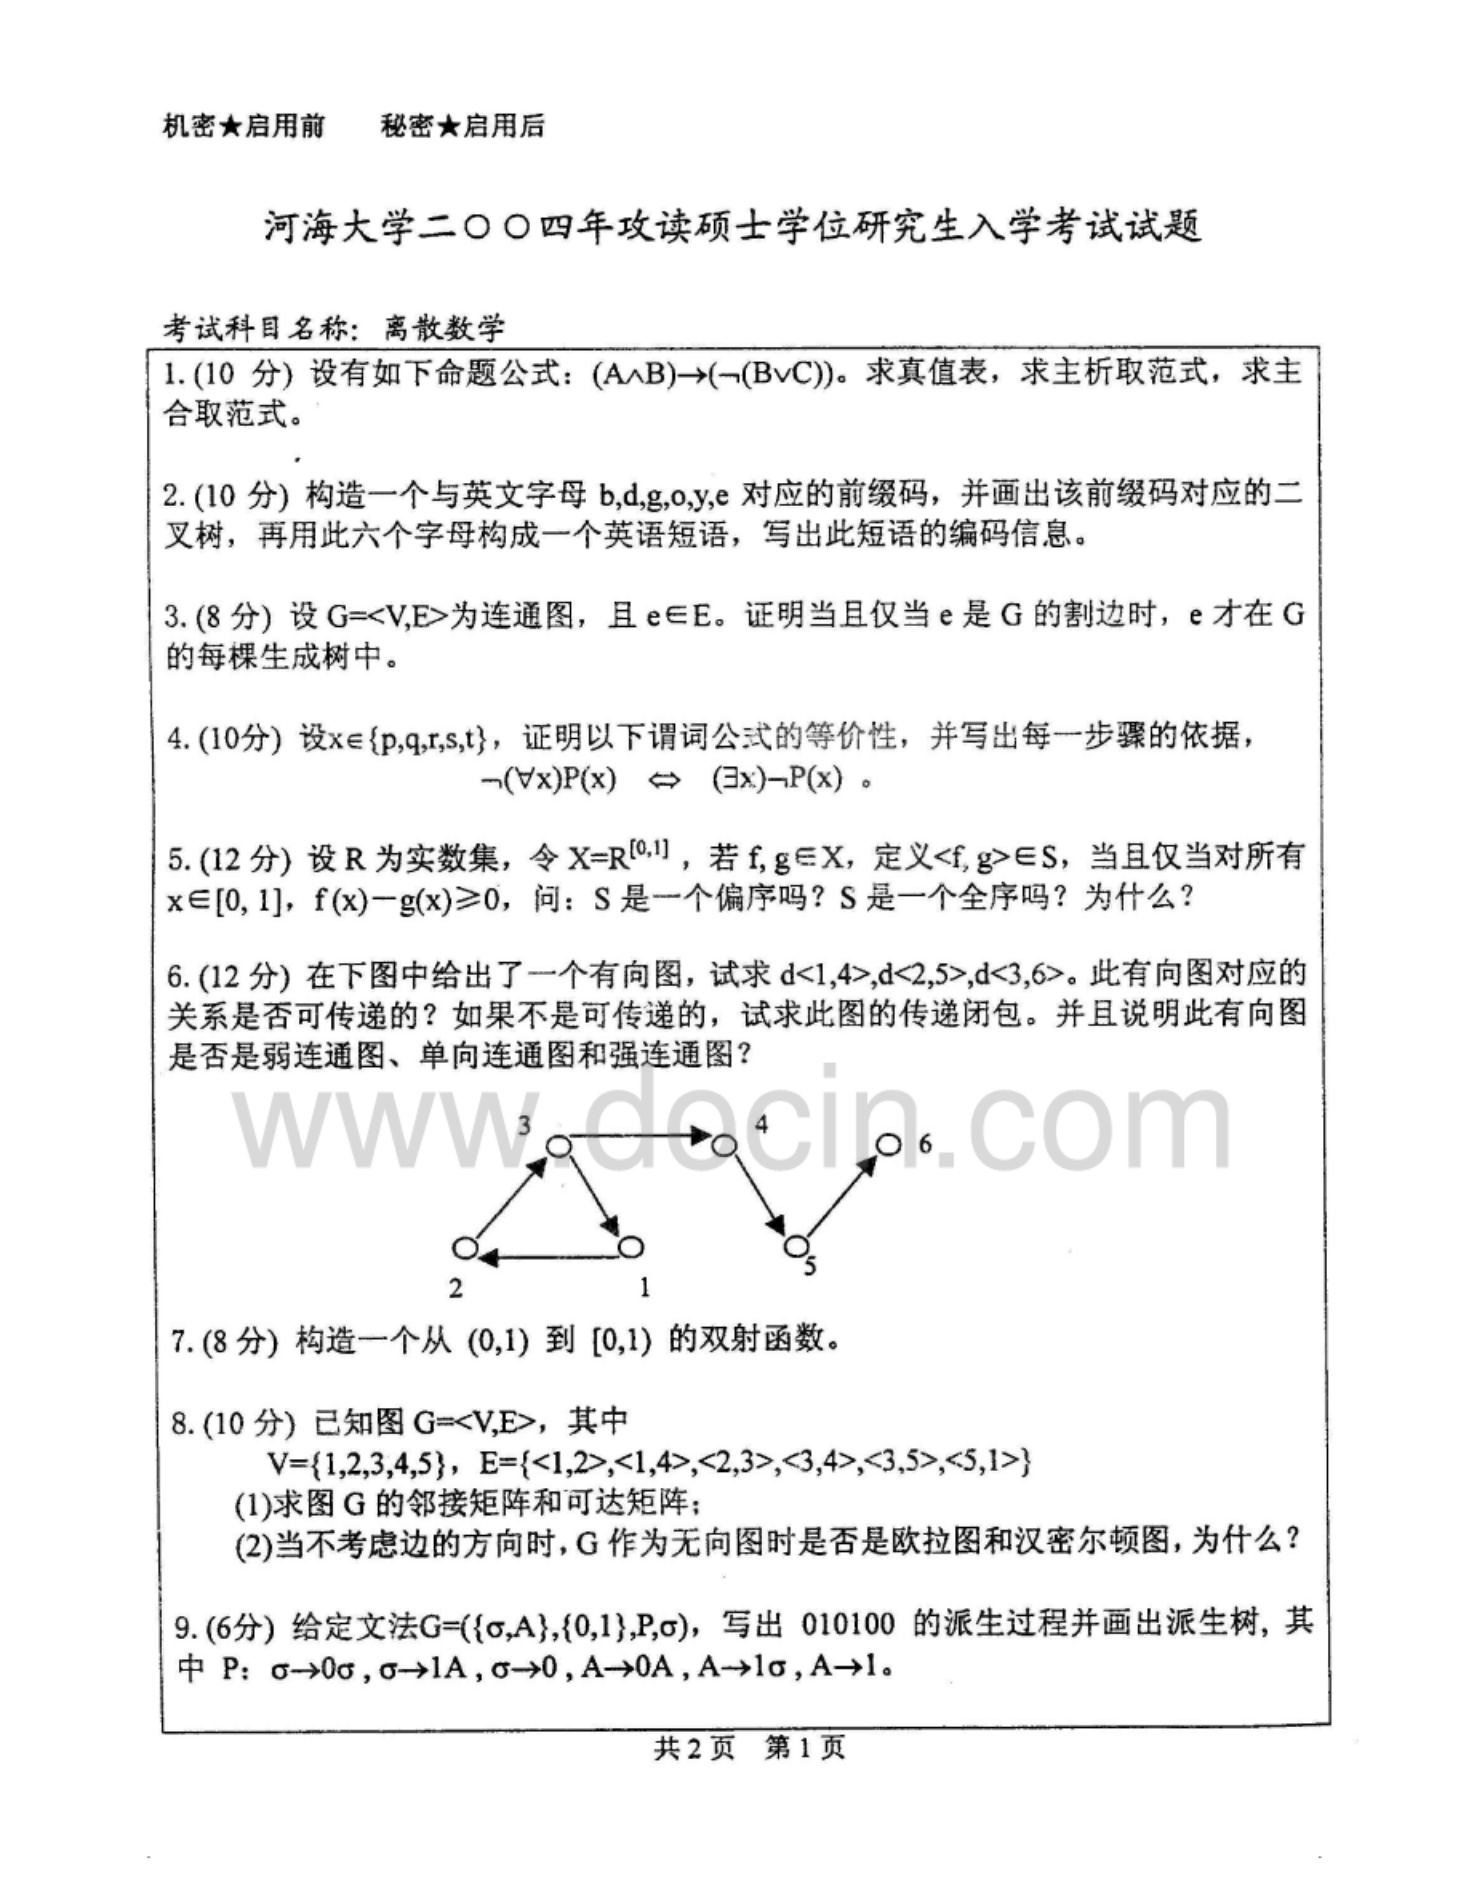 机密★启用前 秘密★启用后
河海大学二〇〇四年攻读硕士学位研究生入学考试试题
考试科目名称：离散数学
1. (10 分) 设有如下命题公式：(A∧B)→(¬(B∨C))。求真值表，求主析取范式，求主
合取范式。
2. (10 分) 构造一个与英文字母 b,d,g,o,y,e 对应的前缀码，并画出该前缀码对应的二
叉树，再用此六个字母构成一个英语短语，写出此短语的编码信息。
3. (8 分) 设 G=<V,E>为连通图，且 e∈E。证明当且仅当 e 是 G 的割边时，e 才在 G
的每棵生成树中。
4. (10分) 设x∈{p,q,r,s,t}，证明以下谓词公式的等价性，并写出每一步骤的依据，
¬(∀x)P(x) ⇔ (∃x)¬P(x) 。
5. (12 分) 设 R 为实数集，令 X=R^[0,1] ，若 f, g∈X，定义<f, g>∈S，当且仅当对所有
x∈[0, 1]，f (x)－g(x)≥0，问：S 是一个偏序吗？S 是一个全序吗？为什么？
6. (12 分) 在下图中给出了一个有向图，试求 d<1,4>,d<2,5>,d<3,6>。此有向图对应的
关系是否可传递的？如果不是可传递的，试求此图的传递闭包。并且说明此有向图
是否是弱连通图、单向连通图和强连通图？
www.docin.com
3 4 6
2 1 5
7. (8 分) 构造一个从 (0,1) 到 [0,1) 的双射函数。
8. (10 分) 已知图 G=<V,E>，其中
V={1,2,3,4,5}，E={<1,2>,<1,4>,<2,3>,<3,4>,<3,5>,<5,1>}
(1)求图 G 的邻接矩阵和可达矩阵；
(2)当不考虑边的方向时，G 作为无向图时是否是欧拉图和汉密尔顿图，为什么？
9. (6分) 给定文法G=({σ,A},{0,1},P,σ)，写出 010100 的派生过程并画出派生树, 其
中 P：σ→0σ , σ→1A , σ→0 , A→0A , A→1σ , A→1。
共 2 页 第 1 页